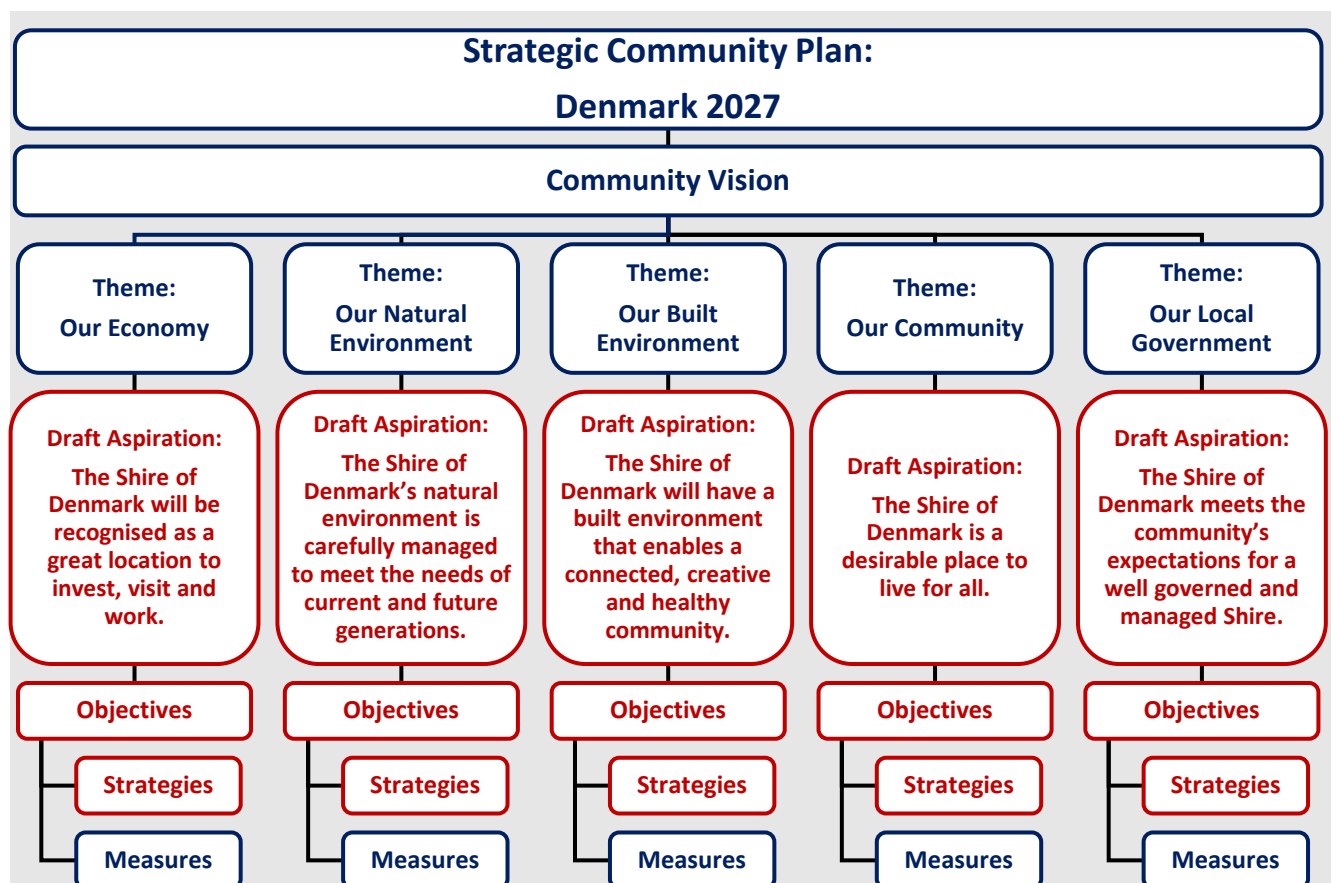 Strategic Community Plan:
Denmark 2027
Community Vision
Theme:
Our Economy
Theme:
Our Natural
Environment
Theme:
Our Built
Environment
Theme:
Our Community
Theme:
Our Local
Government
Draft Aspiration:
The Shire of
Denmark will be
recognised as a
great location to
invest, visit and
work.
Draft Aspiration:
The Shire of
Denmark’s natural
environment is
carefully managed
to meet the needs of
current and future
generations.
Draft Aspiration:
The Shire of
Denmark will have a
built environment
that enables a
connected, creative
and healthy
community.
Draft Aspiration:
The Shire of
Denmark is a
desirable place to
live for all.
Draft Aspiration:
The Shire of
Denmark meets the
community’s
expectations for a
well governed and
managed Shire.
Objectives
Objectives
Objectives
Objectives
Objectives
Strategies
Strategies
Strategies
Strategies
Strategies
Measures
Measures
Measures
Measures
Measures